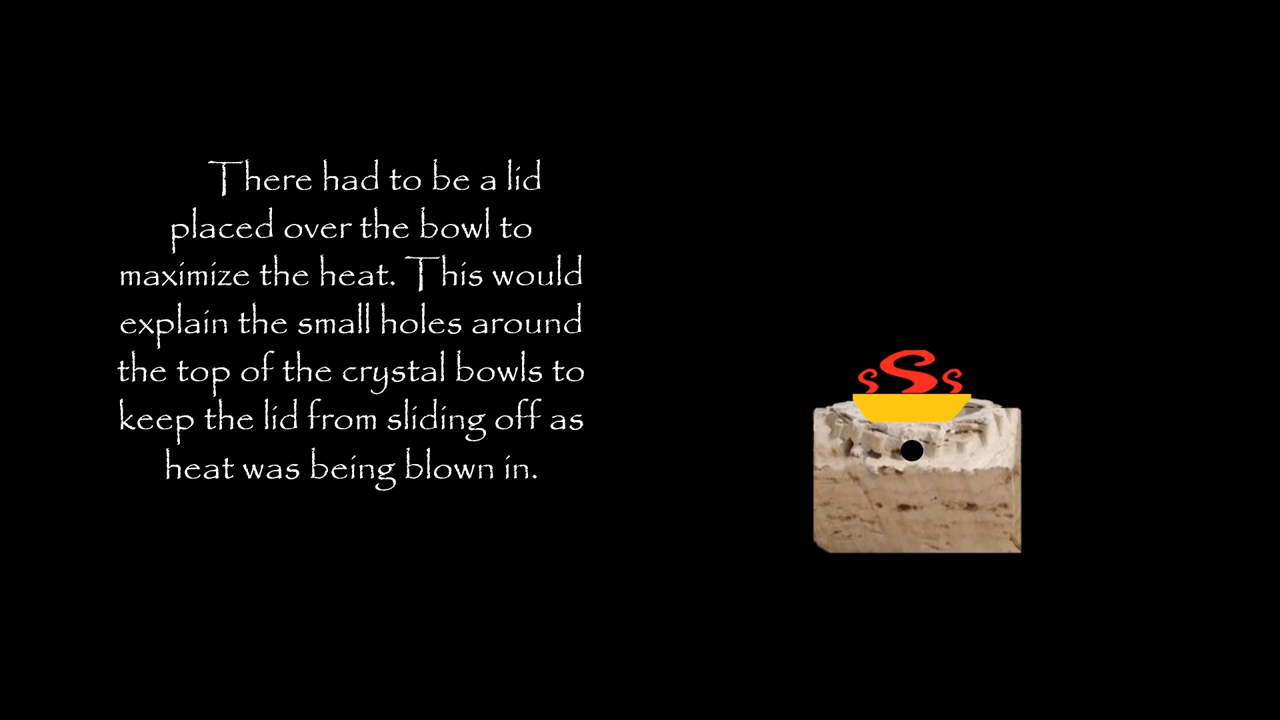 There had to be a lid
placed over the bowl to
maximize the heat. This would
explain the small holes around
the top of the crystal bowls to
keep the lid from sliding off as
heat was being blown in.
sSs